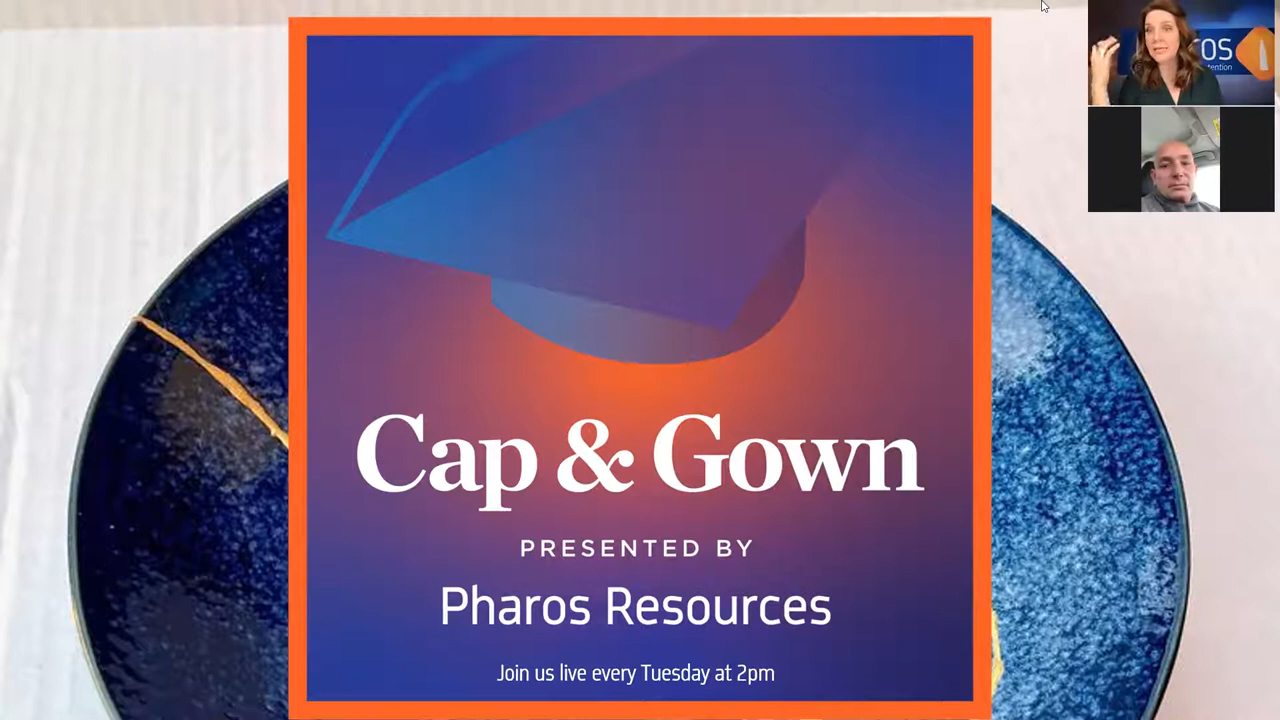 Cap & Gown
PRESENTED BY
Pharos Resources
Join us live every Tuesday at 2pm